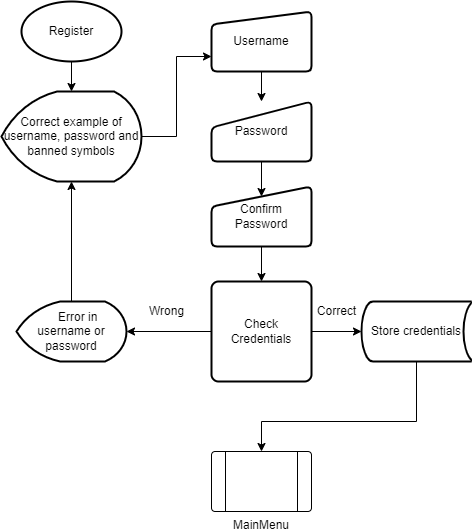 Register
Username
Correct example of
username, password and
banned symbols
Password
Confirm
Password
Error in
username or
password
Wrong
Check
Credentials
Correct
Store credentials
MainMenu